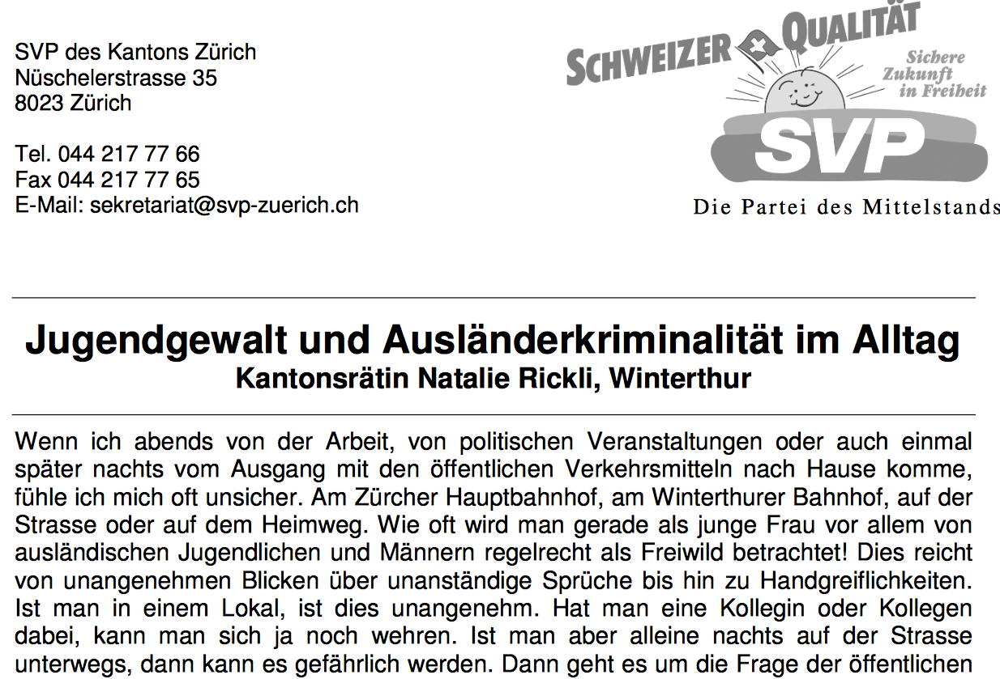 SVP des Kantons Zürich
Nüschelerstrasse 35
8023 Zürich
Tel. 044 217 77 66
Fax 044 217 77 65
E-Mail: sekretariat@svp-zuerich.ch
SCHWEIZER QUALITÄT
Sichere
Zukunft
in Freiheit
SVP
Die Partei des Mittelstands
Jugendgewalt und Ausländerkriminalität im Alltag
Kantonsrätin Natalie Rickli, Winterthur
Wenn ich abends von der Arbeit, von politischen Veranstaltungen oder auch einmal
später nachts vom Ausgang mit den öffentlichen Verkehrsmitteln nach Hause komme,
fühle ich mich oft unsicher. Am Zürcher Hauptbahnhof, am Winterthurer Bahnhof, auf der
Strasse oder auf dem Heimweg. Wie oft wird man gerade als junge Frau vor allem von
ausländischen Jugendlichen und Männern regelrecht als Freiwild betrachtet! Dies reicht
von unangenehmen Blicken über unanständige Sprüche bis hin zu Handgreiflichkeiten.
Ist man in einem Lokal, ist dies unangenehm. Hat man eine Kollegin oder Kollegen
dabei, kann man sich ja noch wehren. Ist man aber alleine nachts auf der Strasse
unterwegs, dann kann es gefährlich werden. Dann geht es um die Frage der öffentlichen